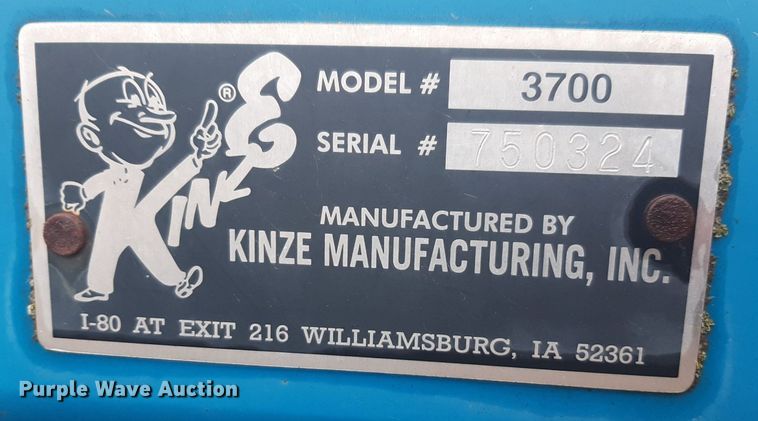 KINZE®
MODEL # 3700
SERIAL # 750324
MANUFACTURED BY
KINZE MANUFACTURING, INC.
I-80 AT EXIT 216 WILLIAMSBURG, IA 52361
Purple Wave Auction